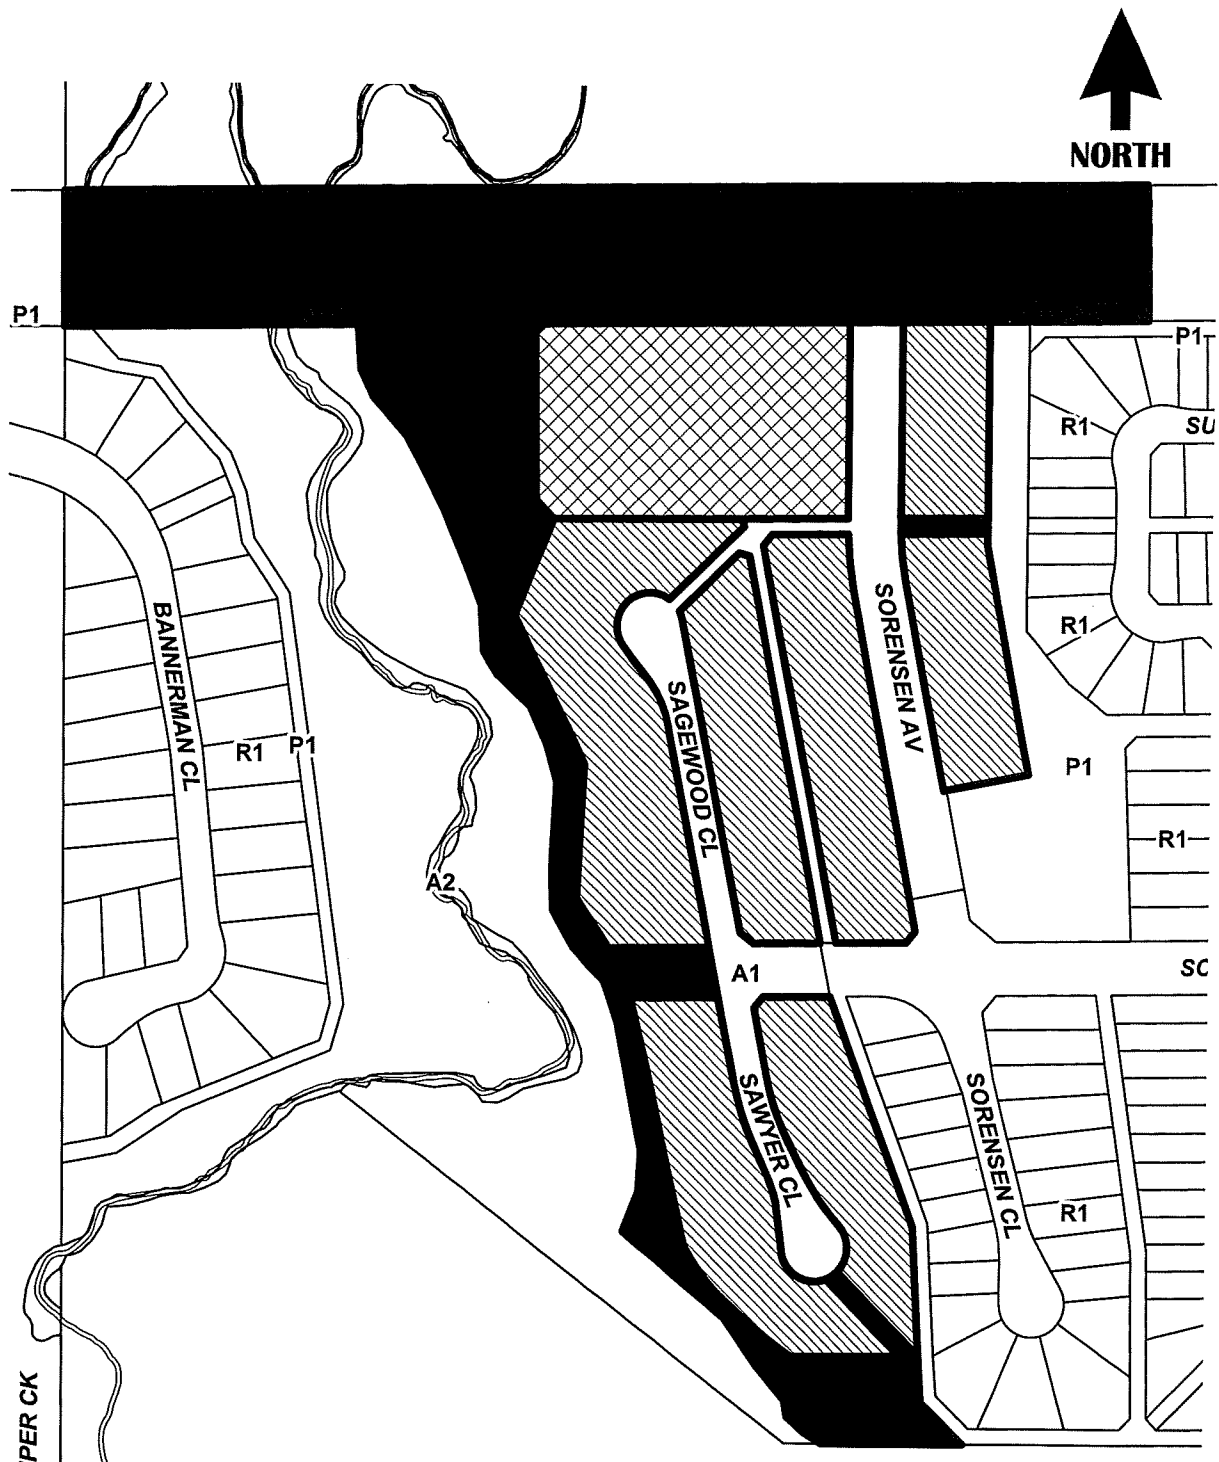 NORTH
P1
P1
R1
SU
R1
BANNERMAN CL
SORENSEN AV
SAGEWOOD CL
R1
P1
P1
R1
A2
A1
SC
SAWYER CL
SORENSEN CL
R1
PER CK